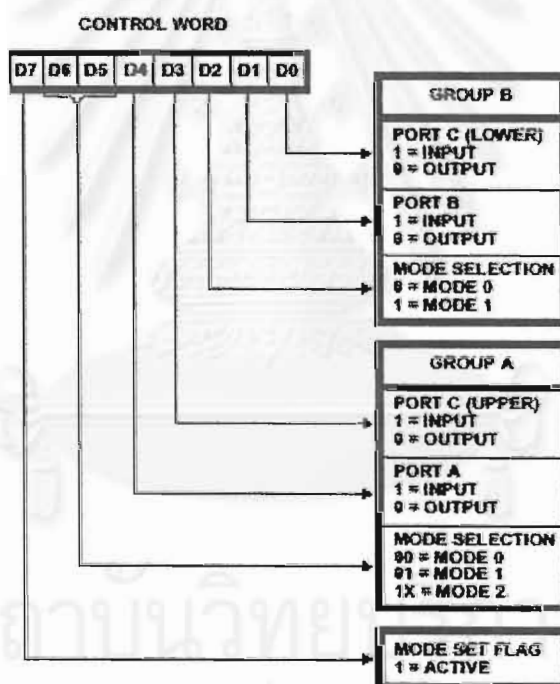 CONTROL WORD
D7 D6 D5 D4 D3 D2 D1 D0
GROUP B
PORT C (LOWER)
1 = INPUT
0 = OUTPUT
PORT B
1 = INPUT
0 = OUTPUT
MODE SELECTION
0 = MODE 0
1 = MODE 1
GROUP A
PORT C (UPPER)
1 = INPUT
0 = OUTPUT
PORT A
1 = INPUT
0 = OUTPUT
MODE SELECTION
00 = MODE 0
01 = MODE 1
1X = MODE 2
MODE SET FLAG
1 = ACTIVE